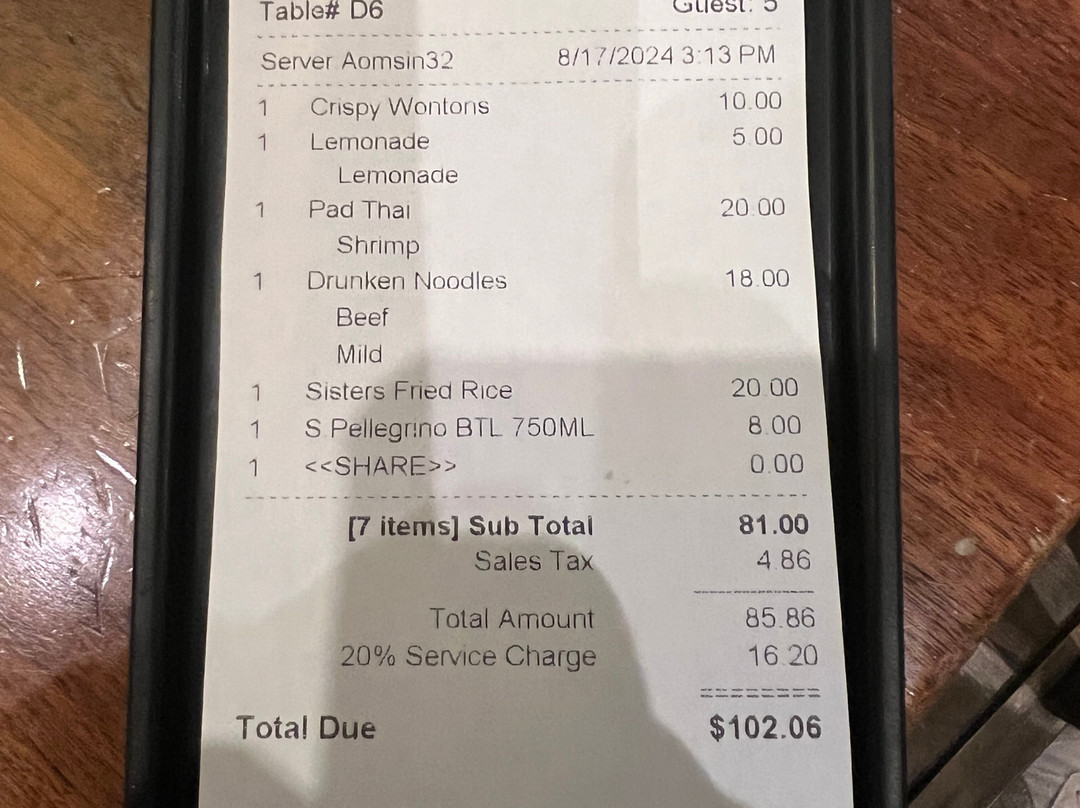 Table# D6 Guest: 5
Server Aomsin32 8/17/2024 3:13 PM
1 Crispy Wontons 10.00
1 Lemonade 5.00
Lemonade
1 Pad Thai 20.00
Shrimp
1 Drunken Noodles 18.00
Beef
Mild
1 Sisters Fried Rice 20.00
1 S.Pellegrino BTL 750ML 8.00
1 <<SHARE>> 0.00
[7 items] Sub Total 81.00
Sales Tax 4.86
Total Amount 85.86
20% Service Charge 16.20
Total Due $102.06